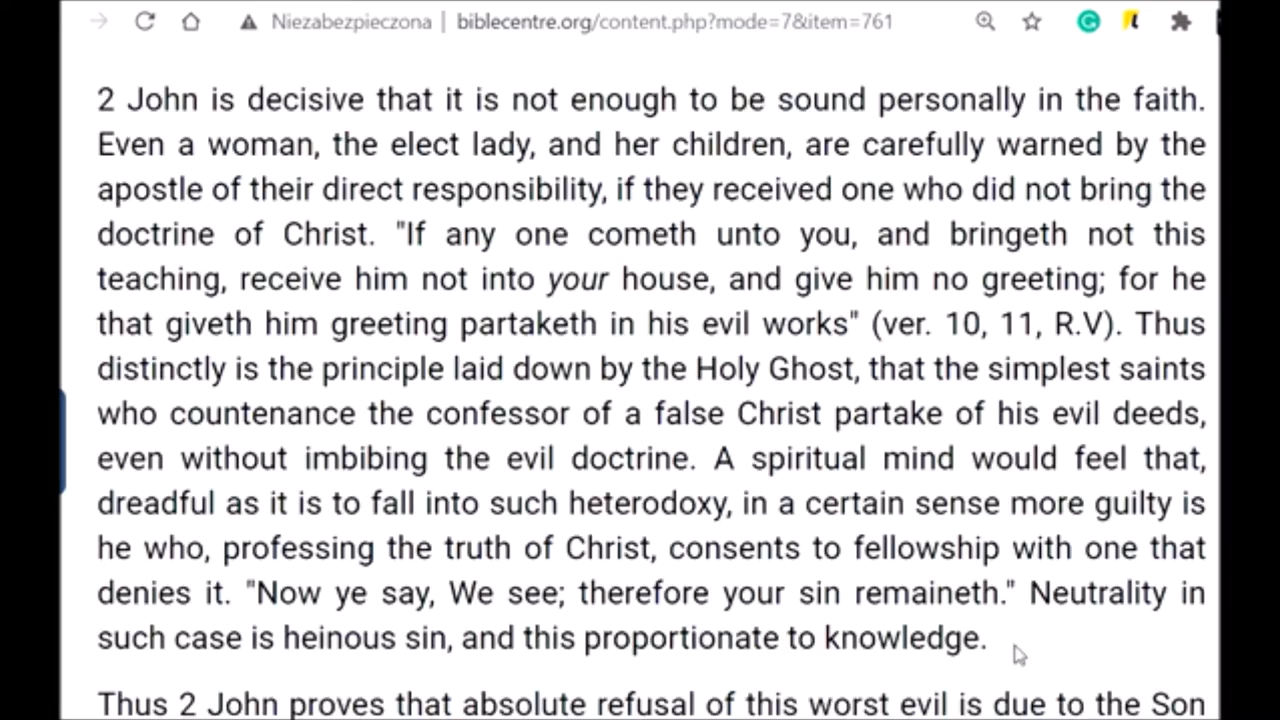 Niezabezpieczona | biblecentre.org/content.php?mode=7&item=761
2 John is decisive that it is not enough to be sound personally in the faith.
Even a woman, the elect lady, and her children, are carefully warned by the
apostle of their direct responsibility, if they received one who did not bring the
doctrine of Christ. "If any one cometh unto you, and bringeth not this
teaching, receive him not into your house, and give him no greeting; for he
that giveth him greeting partaketh in his evil works" (ver. 10, 11, R.V). Thus
distinctly is the principle laid down by the Holy Ghost, that the simplest saints
who countenance the confessor of a false Christ partake of his evil deeds,
even without imbibing the evil doctrine. A spiritual mind would feel that,
dreadful as it is to fall into such heterodoxy, in a certain sense more guilty is
he who, professing the truth of Christ, consents to fellowship with one that
denies it. "Now ye say, We see; therefore your sin remaineth." Neutrality in
such case is heinous sin, and this proportionate to knowledge.
Thus 2 John proves that absolute refusal of this worst evil is due to the Son